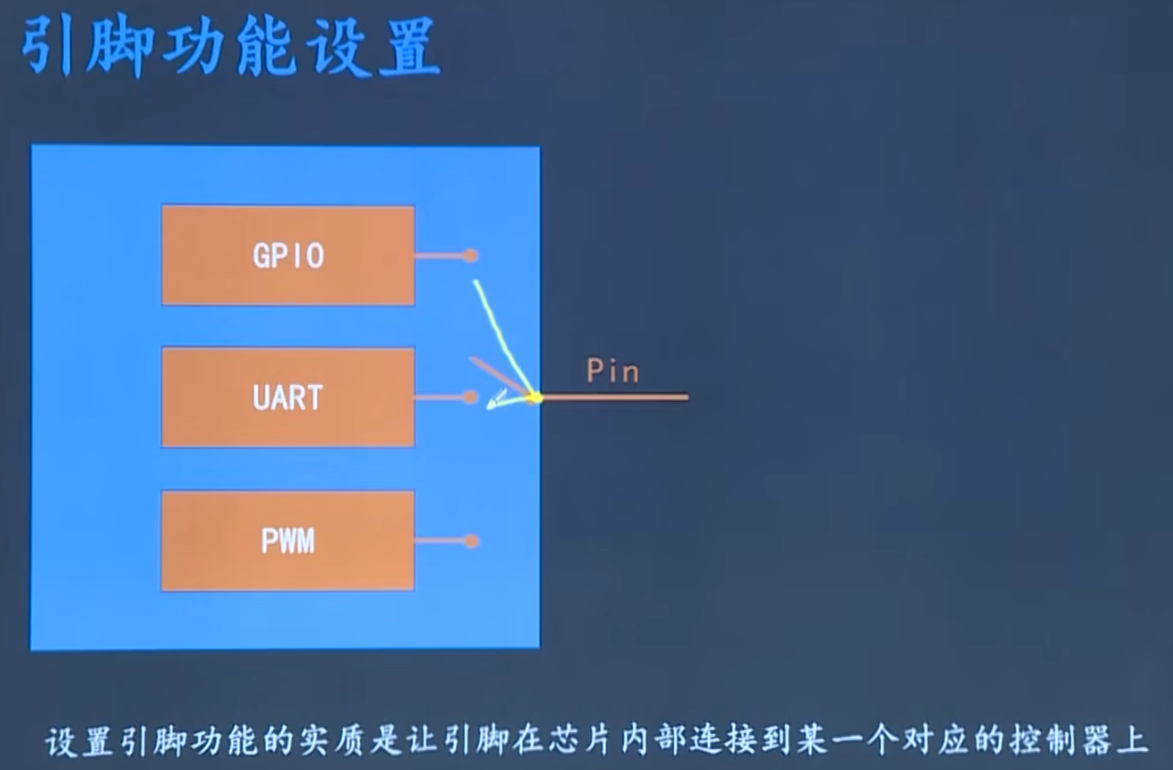 引脚功能设置
GPIO
UART
Pin
PWM
设置引脚功能的实质是让引脚在芯片内部连接到某一个对应的控制器上